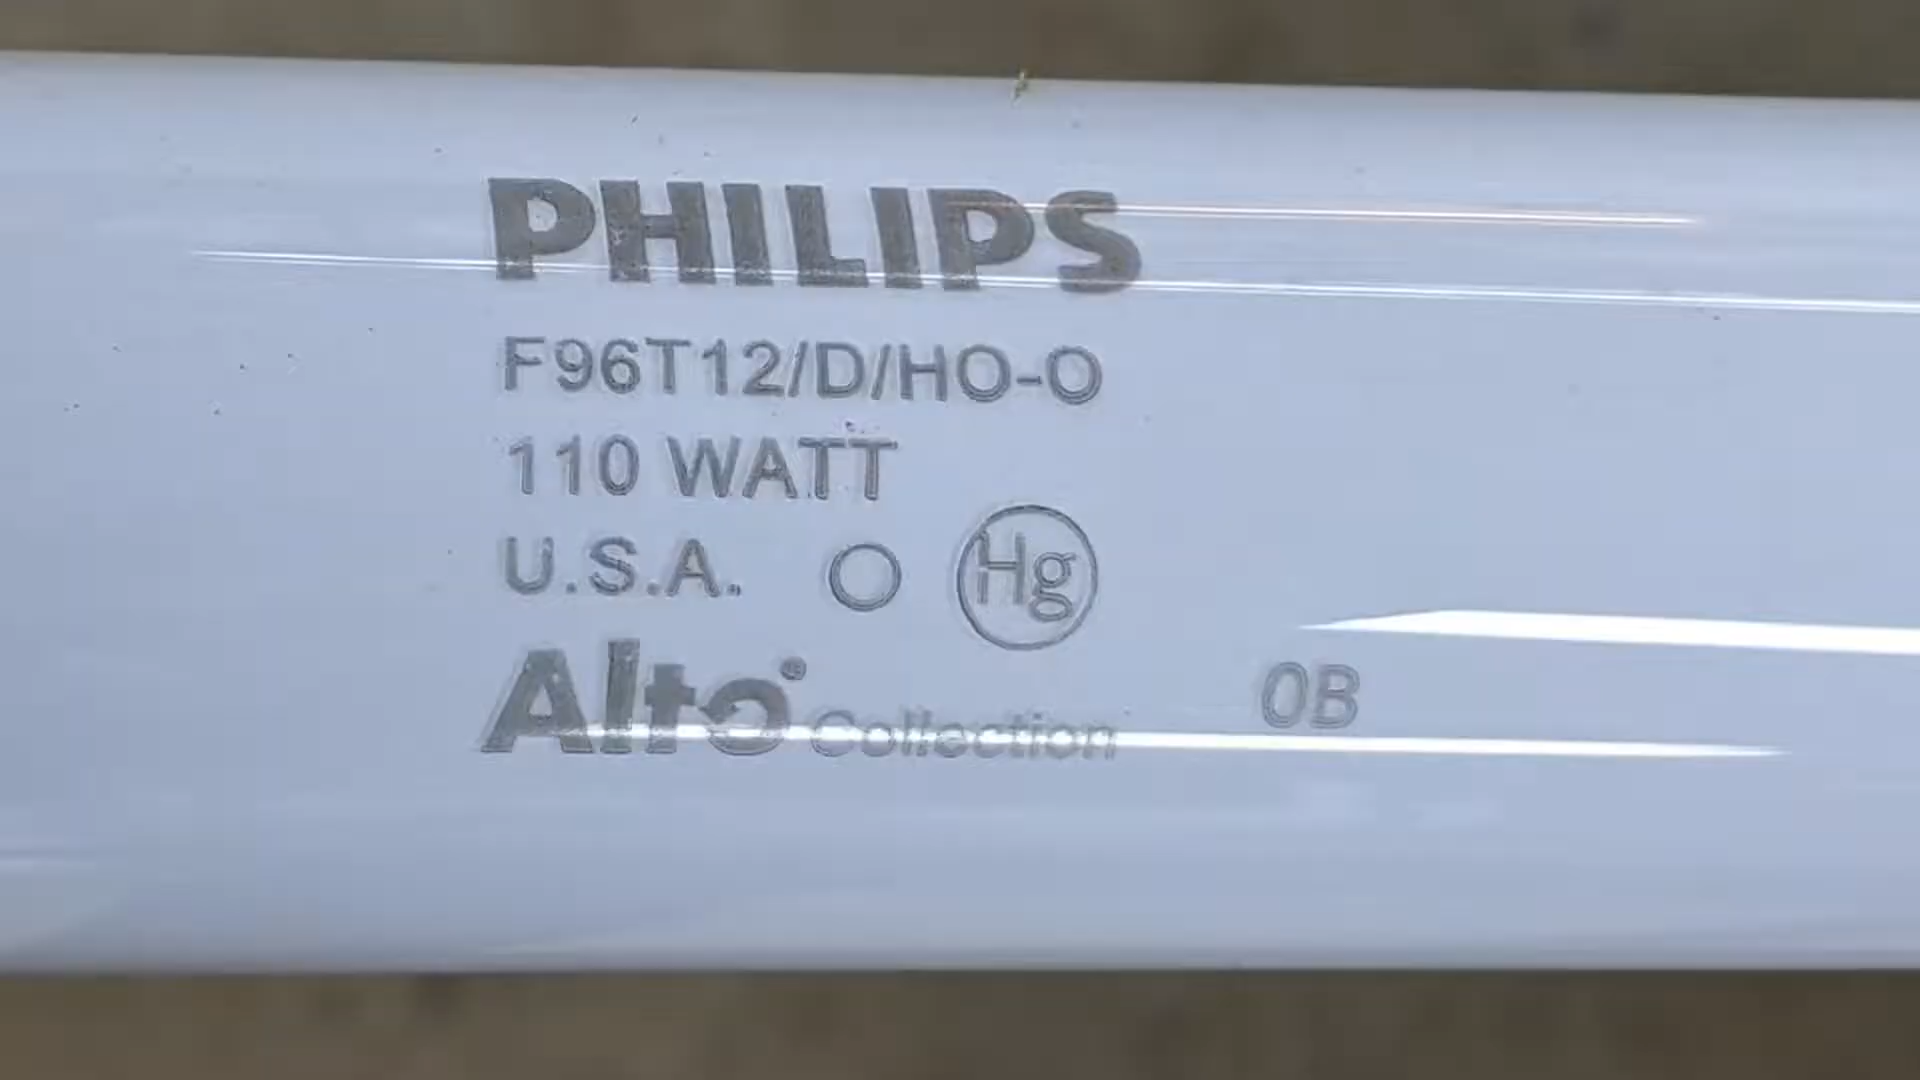 PHILIPS
F96T12/D/HO-O
110 WATT
U.S.A. Hg
Alto® Collection 0B